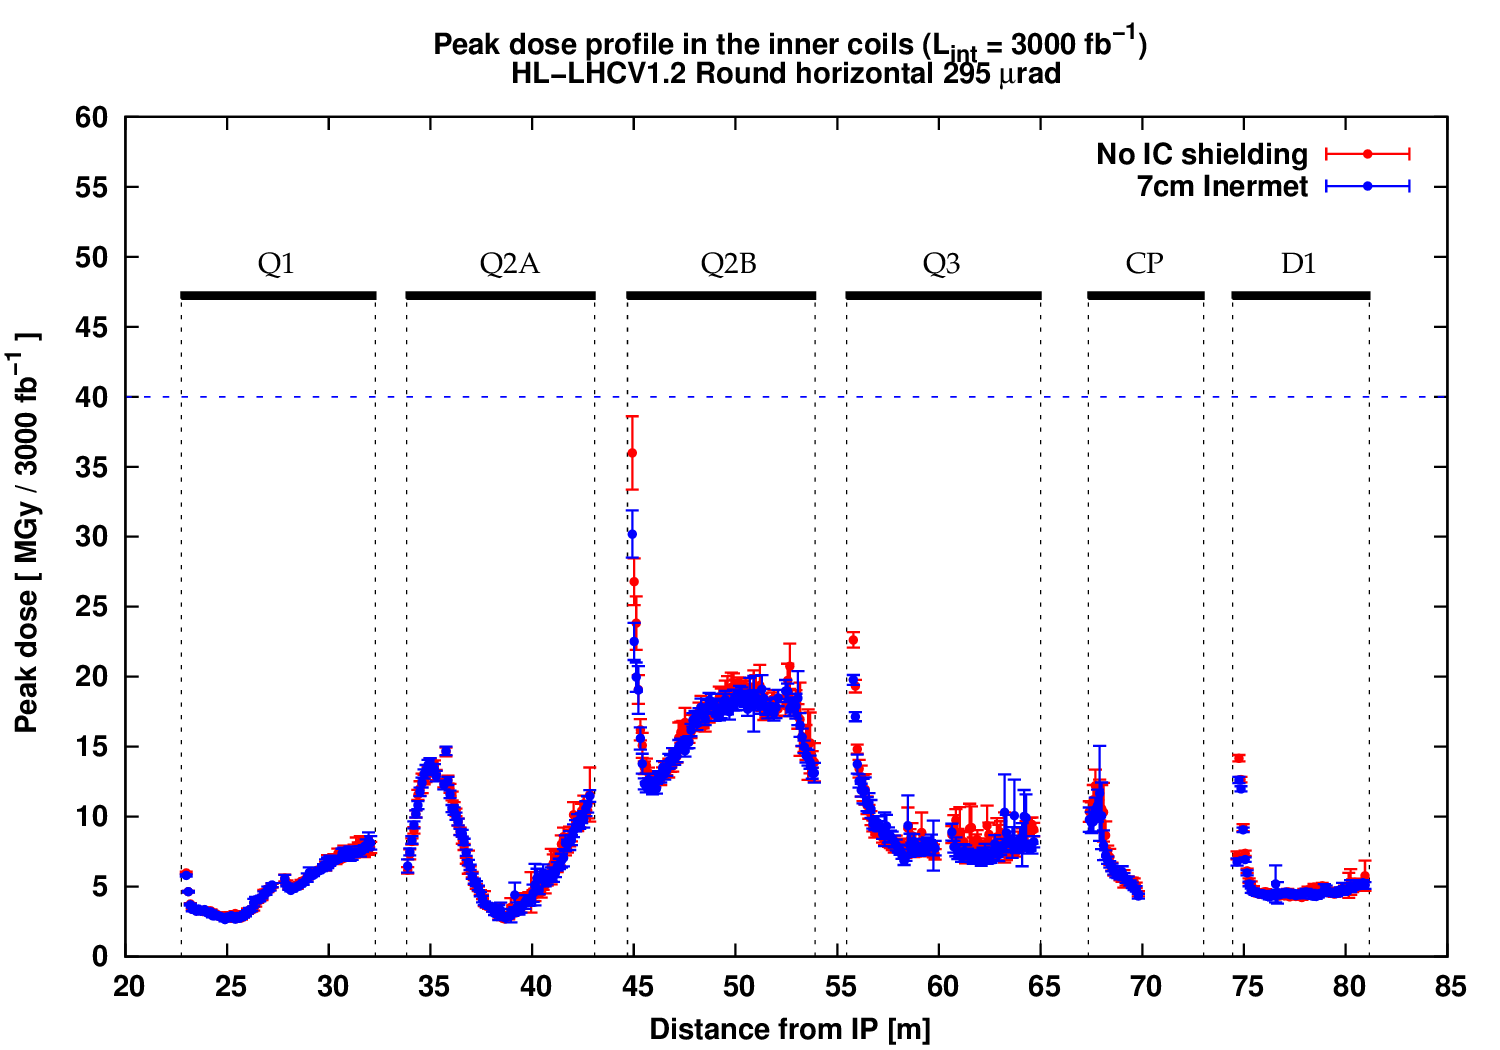 Peak dose profile in the inner coils (Lint = 3000 fb−1)
HL−LHCV1.2 Round horizontal 295 μrad
No IC shielding
7cm Inermet
Q1 Q2A Q2B Q3 CP D1
Peak dose [ MGy / 3000 fb−1 ]
60
55
50
45
40
35
30
25
20
15
10
5
0
20 25 30 35 40 45 50 55 60 65 70 75 80 85
Distance from IP [m]